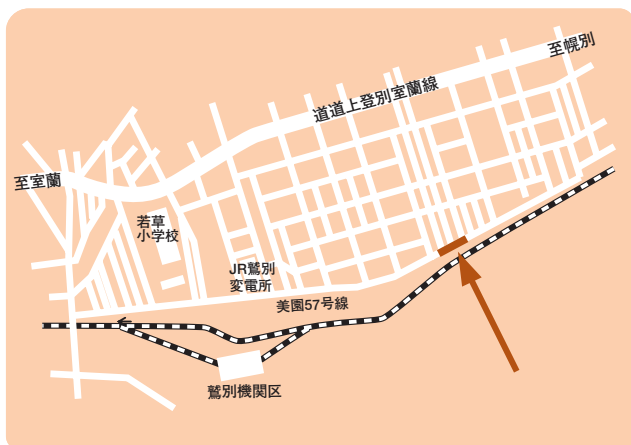 至幌別
道道上登別室蘭線
至室蘭
若草
小学校
JR鷲別
変電所
美園57号線
鷲別機関区